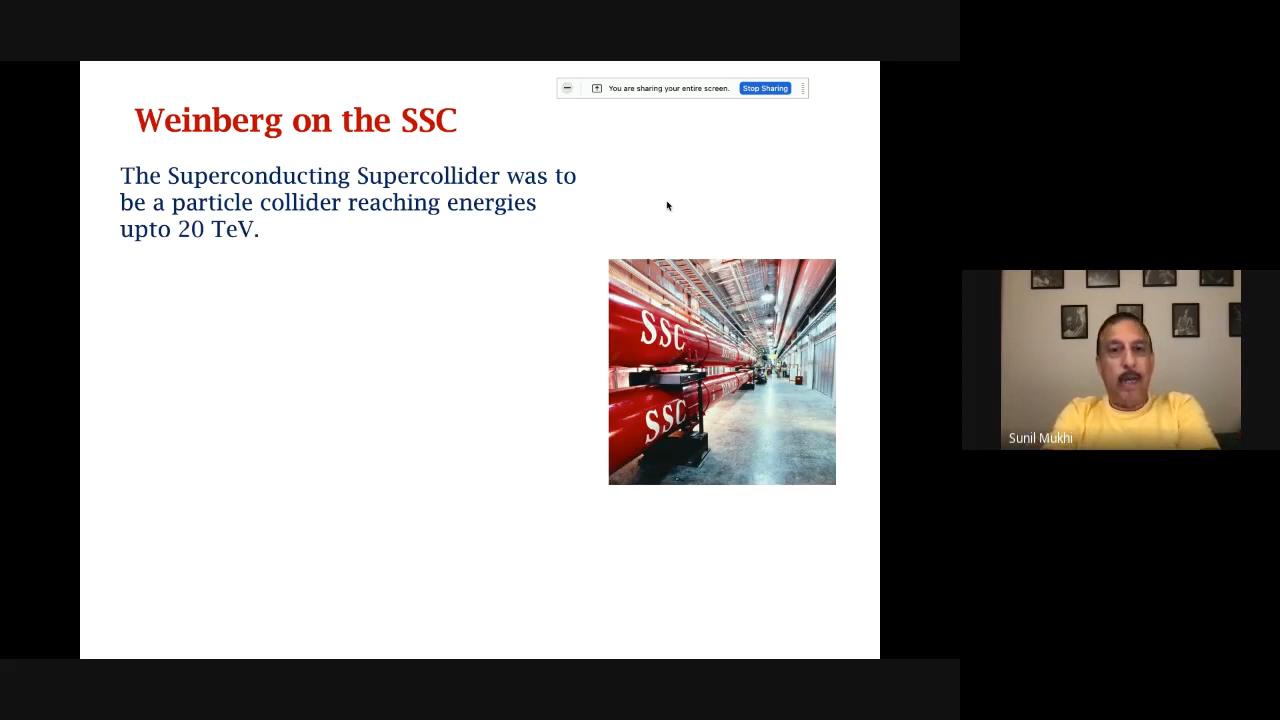 You are sharing your entire screen. Stop Sharing
Weinberg on the SSC
The Superconducting Supercollider was to
be a particle collider reaching energies
upto 20 TeV.
SSC
SSC
Sunil Mukhi